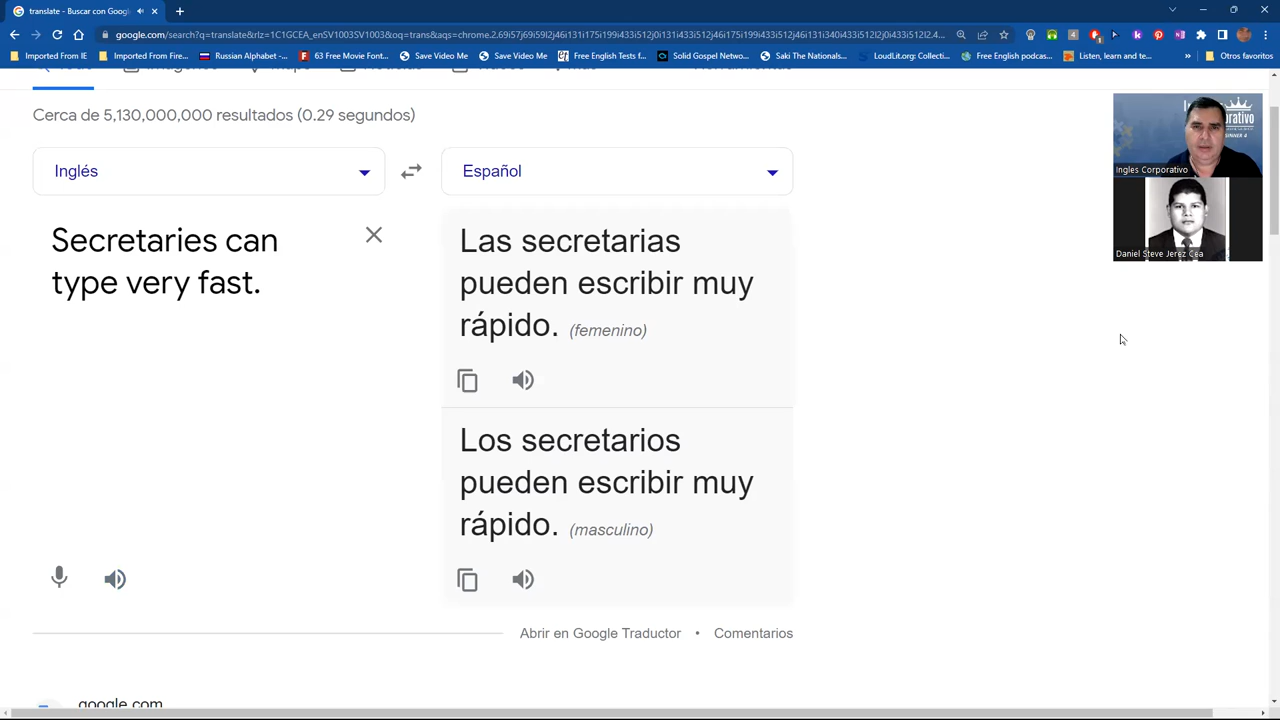 translate - Buscar con Googl
google.com/search?q=translate&rlz=1C1GCEA_enSV1003SV1003&oq=trans&aqs=chrome.2.69i57j69i59l2j46i131i175i199i433i512j0i131i433i512j46i175i199i433i512j46i131i340i433i512l2j0i433i512l2.4...
Imported From IE
Imported From Fire...
Russian Alphabet -...
63 Free Movie Font...
Save Video Me
Save Video Me
Free English Tests f...
Solid Gospel Netwo...
Saki The Nationals...
LoudLit.org: Collecti...
Free English podcas...
Listen, learn and te...
»
Otros favoritos
Cerca de 5,130,000,000 resultados (0.29 segundos)
Inglés
Español
Secretaries can
type very fast.
Las secretarias
pueden escribir muy
rápido. (femenino)
Los secretarios
pueden escribir muy
rápido. (masculino)
Abrir en Google Traductor • Comentarios
google.com
Ingles Corporativo
Daniel Steve Jerez Cea